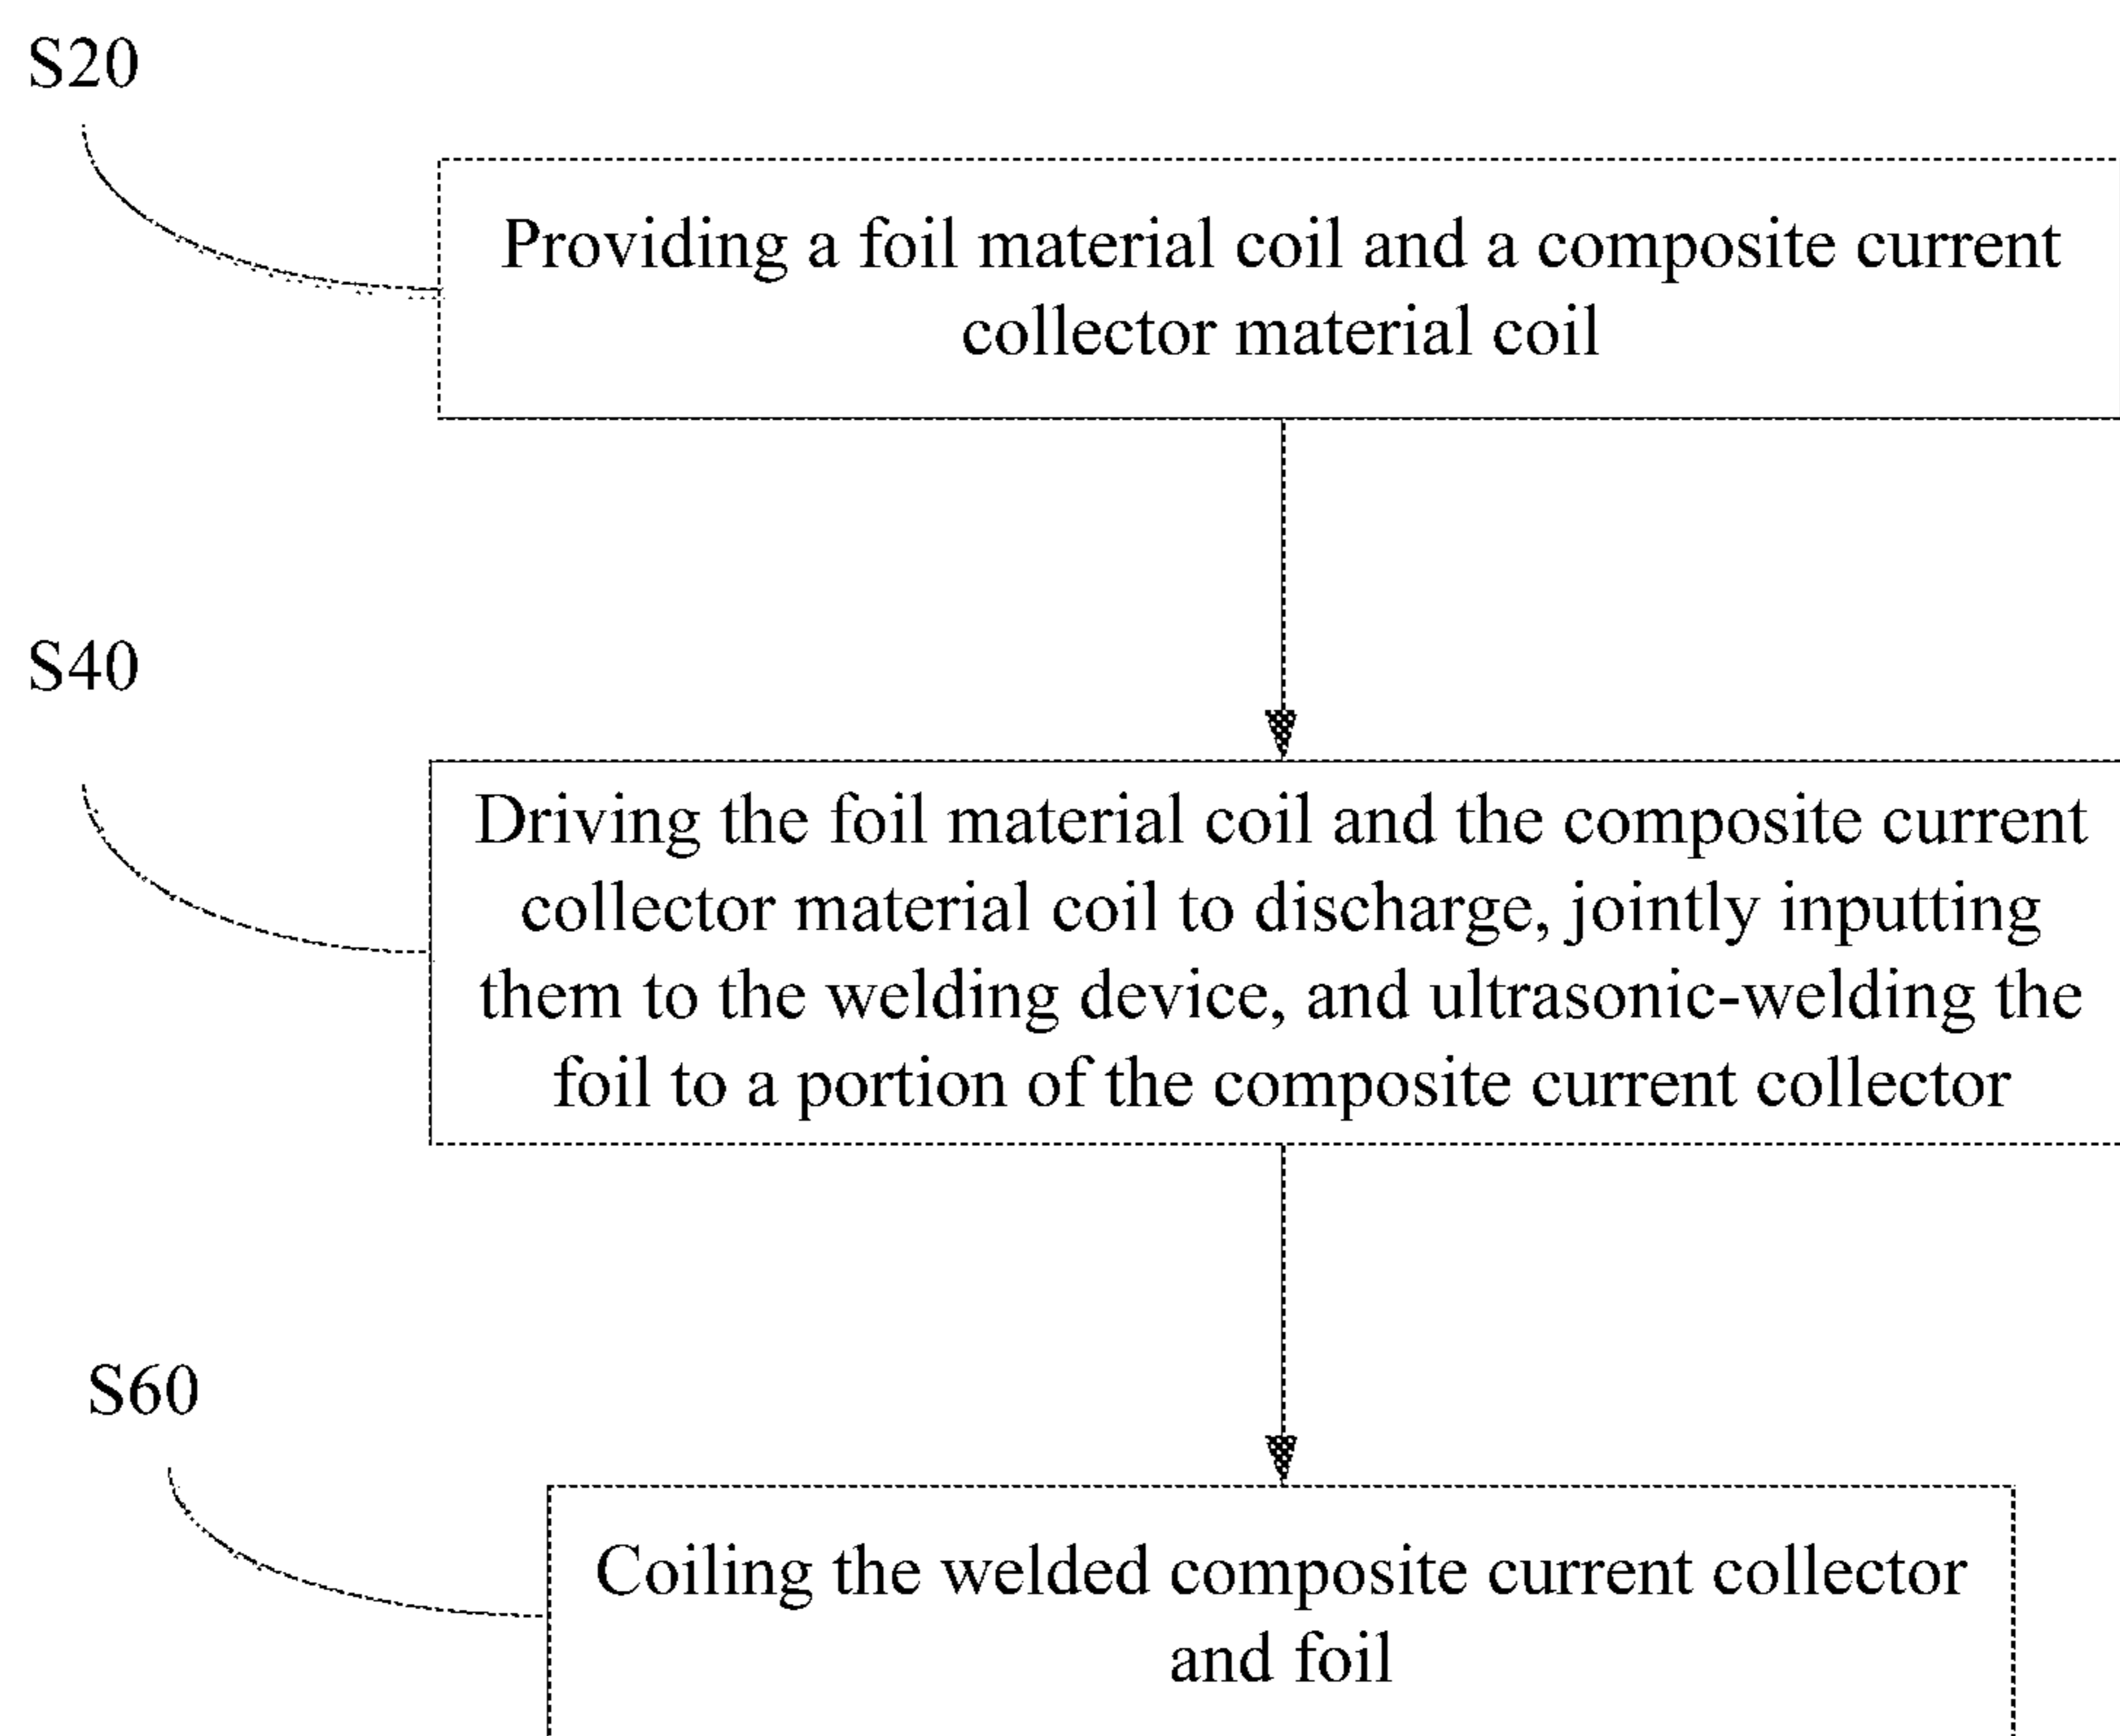 S20
Providing a foil material coil and a composite current
collector material coil
S40
Driving the foil material coil and the composite current
collector material coil to discharge, jointly inputting
them to the welding device, and ultrasonic-welding the
foil to a portion of the composite current collector
S60
Coiling the welded composite current collector
and foil